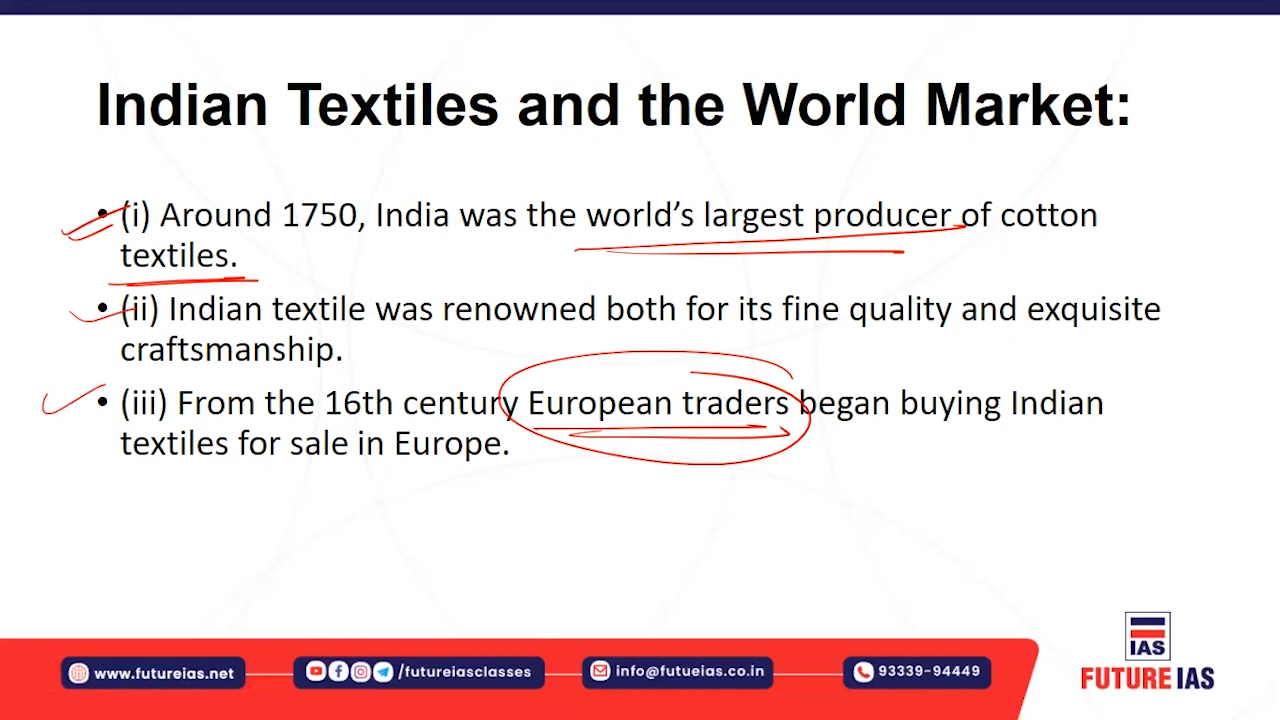 Indian Textiles and the World Market:
• (i) Around 1750, India was the world's largest producer of cotton
textiles.
• (ii) Indian textile was renowned both for its fine quality and exquisite
craftsmanship.
• (iii) From the 16th century European traders began buying Indian
textiles for sale in Europe.
IAS
FUTURE IAS
www.futureias.net
/futureiasclasses
info@futueias.co.in
93339-94449